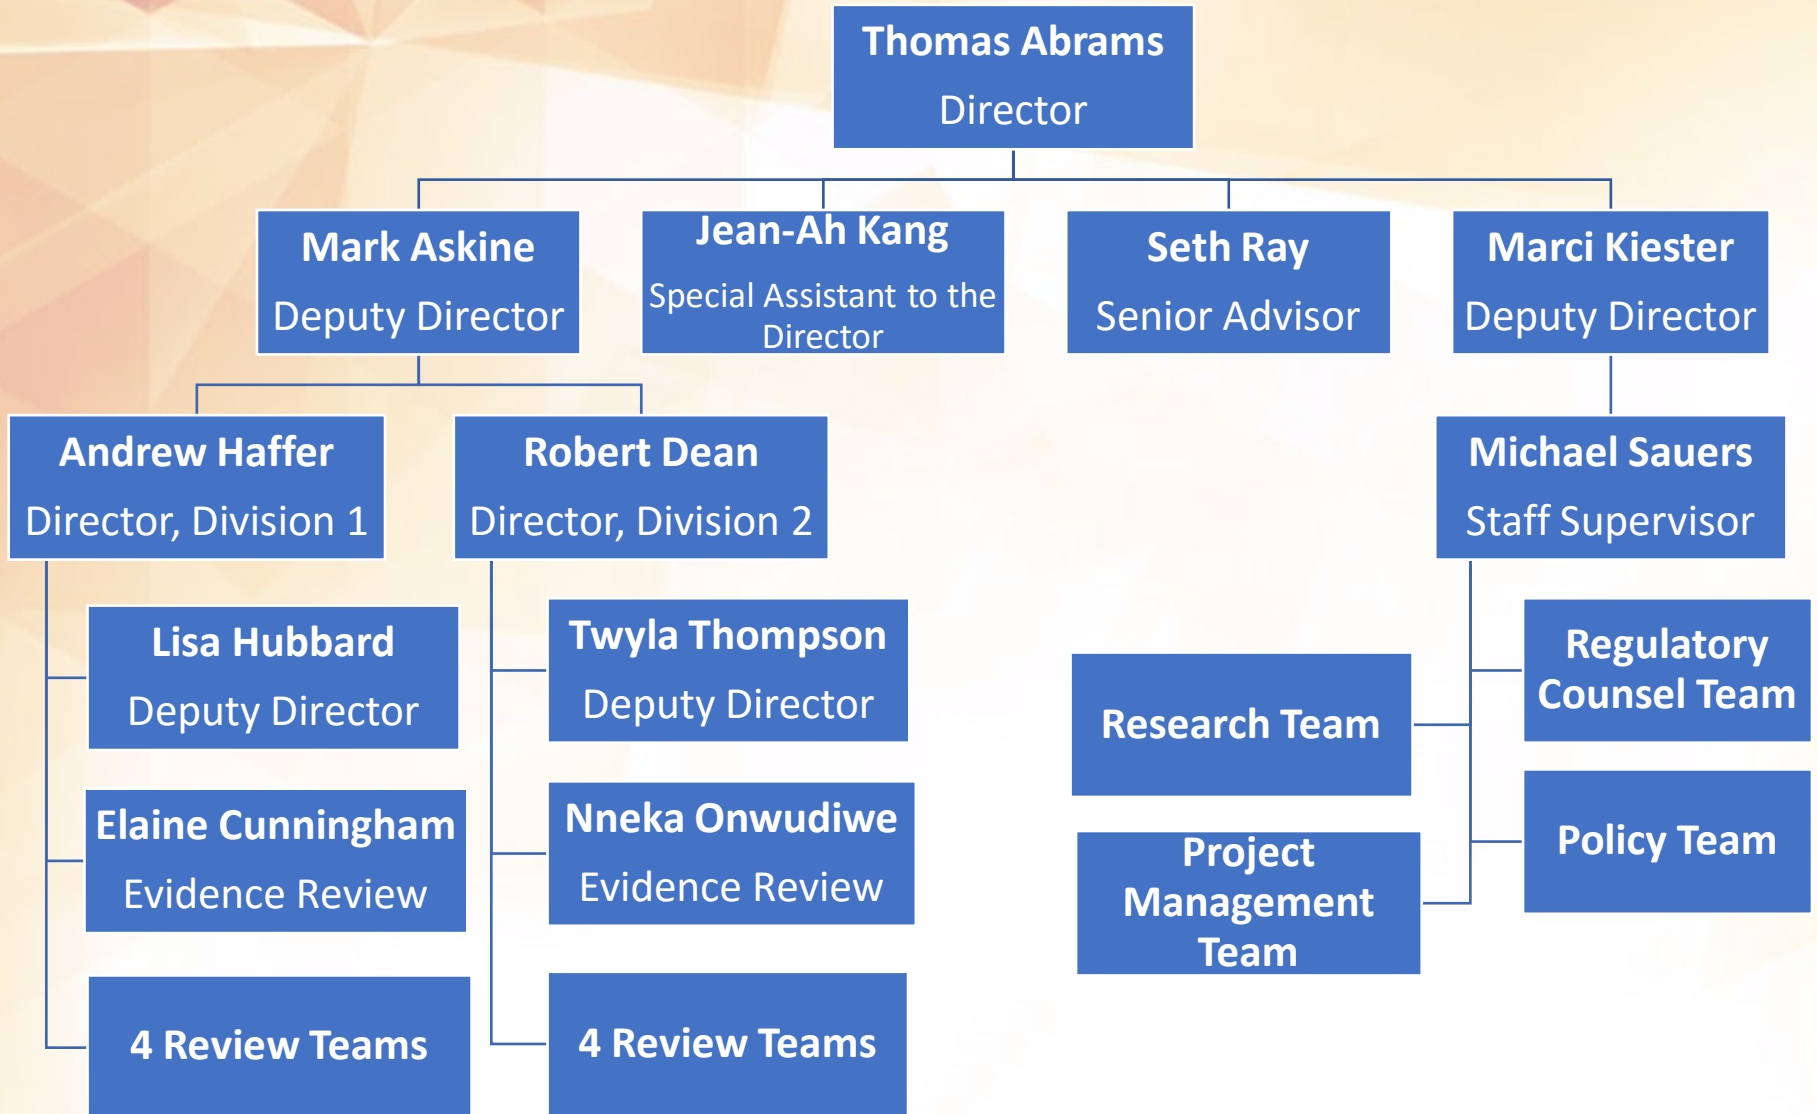 Thomas Abrams
Director
Mark Askine
Deputy Director
Jean-Ah Kang
Special Assistant to the
Director
Seth Ray
Senior Advisor
Marci Kiester
Deputy Director
Andrew Haffer
Director, Division 1
Robert Dean
Director, Division 2
Michael Sauers
Staff Supervisor
Lisa Hubbard
Deputy Director
Twyla Thompson
Deputy Director
Research Team
Regulatory
Counsel Team
Elaine Cunningham
Evidence Review
Nneka Onwudiwe
Evidence Review
Project
Management
Team
Policy Team
4 Review Teams
4 Review Teams